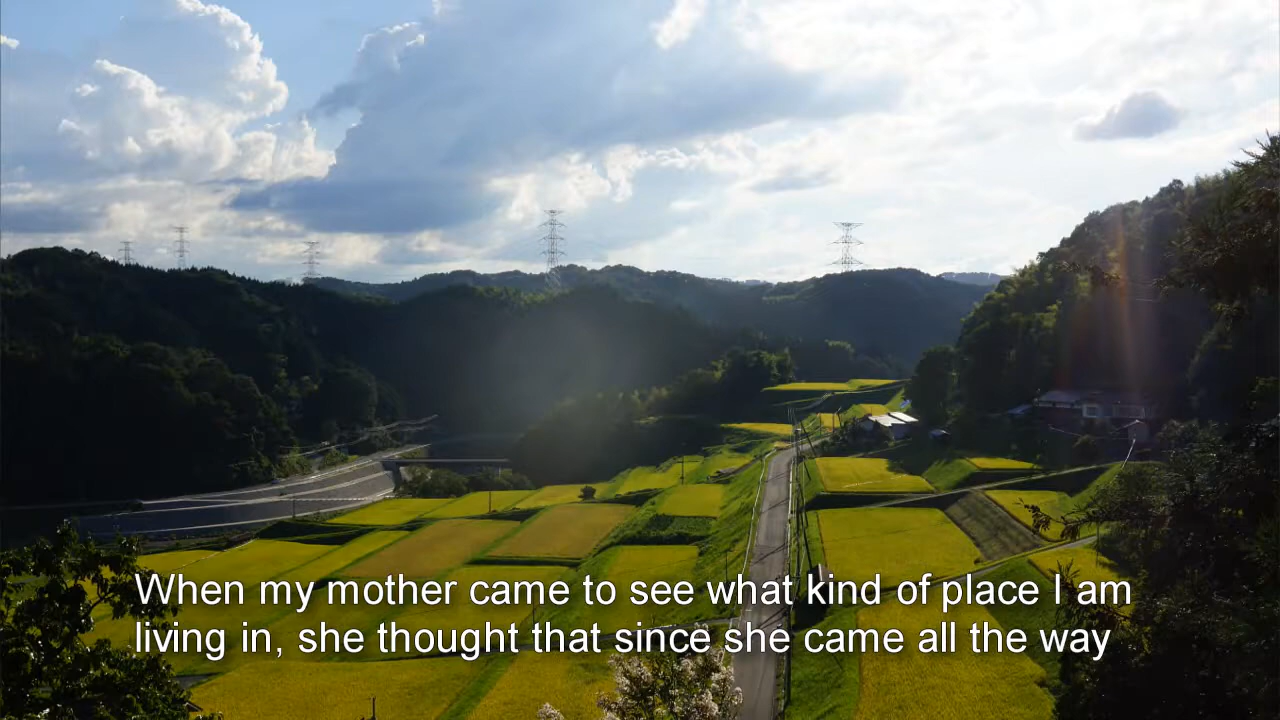 When my mother came to see what kind of place I am
living in, she thought that since she came all the way